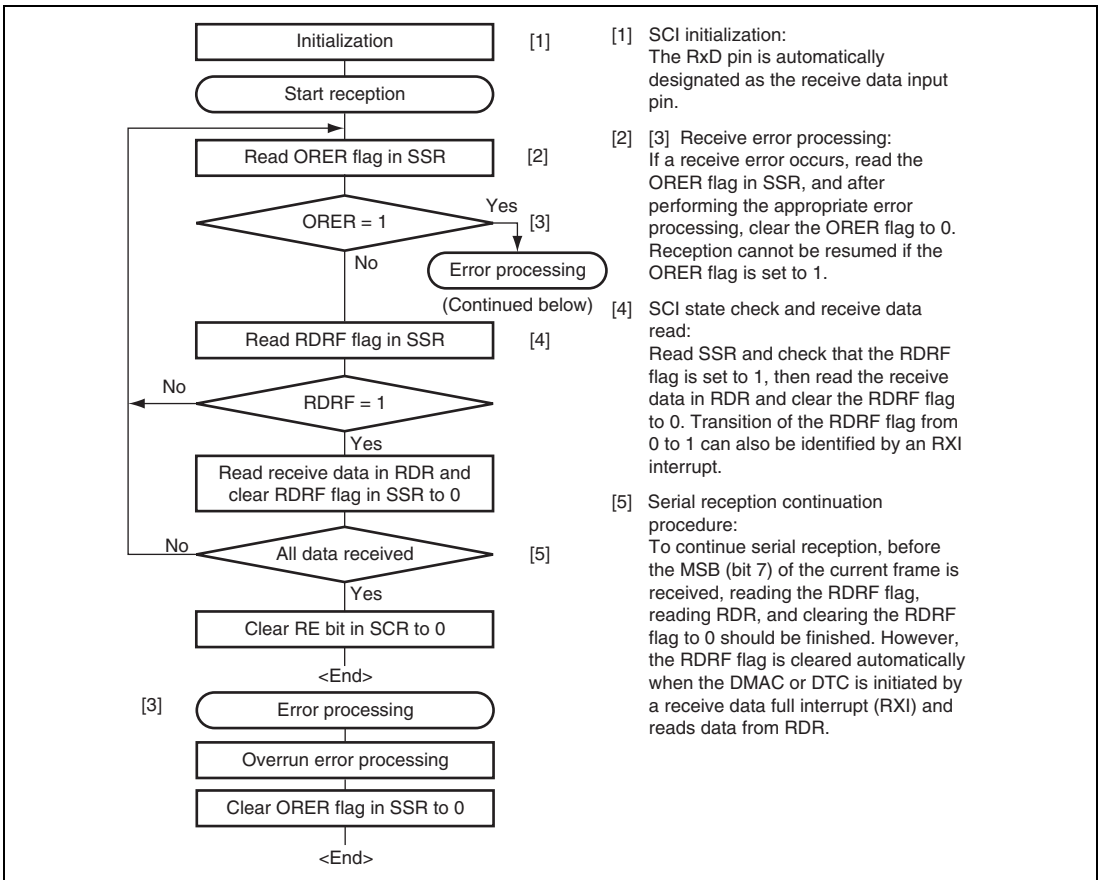 Initialization
[1]
Start reception
Read ORER flag in SSR
[2]
ORER = 1
Yes
[3]
No
Error processing
(Continued below)
Read RDRF flag in SSR
[4]
No
RDRF = 1
Yes
Read receive data in RDR and
clear RDRF flag in SSR to 0
No
All data received
[5]
Yes
Clear RE bit in SCR to 0
<End>
[3]
Error processing
Overrun error processing
Clear ORER flag in SSR to 0
<End>
[1] SCI initialization:
The RxD pin is automatically
designated as the receive data input
pin.
[2] [3] Receive error processing:
If a receive error occurs, read the
ORER flag in SSR, and after
performing the appropriate error
processing, clear the ORER flag to 0.
Reception cannot be resumed if the
ORER flag is set to 1.
[4] SCI state check and receive data
read:
Read SSR and check that the RDRF
flag is set to 1, then read the receive
data in RDR and clear the RDRF flag
to 0. Transition of the RDRF flag from
0 to 1 can also be identified by an RXI
interrupt.
[5] Serial reception continuation
procedure:
To continue serial reception, before
the MSB (bit 7) of the current frame is
received, reading the RDRF flag,
reading RDR, and clearing the RDRF
flag to 0 should be finished. However,
the RDRF flag is cleared automatically
when the DMAC or DTC is initiated by
a receive data full interrupt (RXI) and
reads data from RDR.